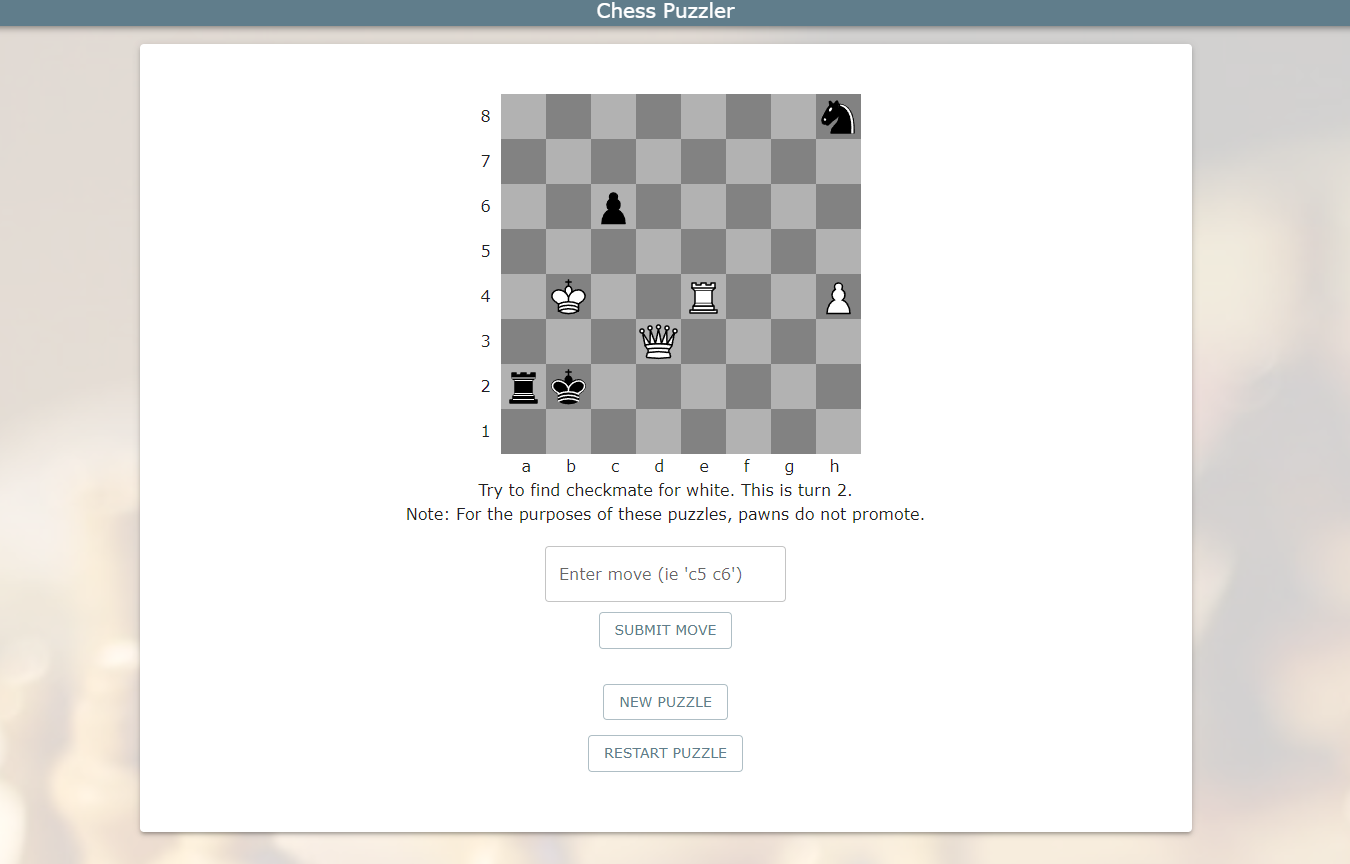 Chess Puzzler
8
7
6
5
4
3
2
1
a b c d e f g h
Try to find checkmate for white. This is turn 2.
Note: For the purposes of these puzzles, pawns do not promote.
Enter move (ie 'c5 c6')
SUBMIT MOVE
NEW PUZZLE
RESTART PUZZLE